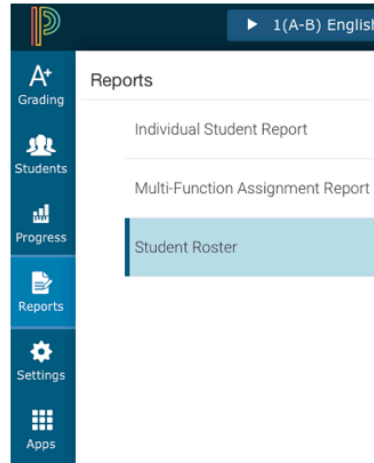 1(A-B) English
A+
Grading
Reports
Individual Student Report
Students
Multi-Function Assignment Report
Progress
Student Roster
Reports
Settings
Apps